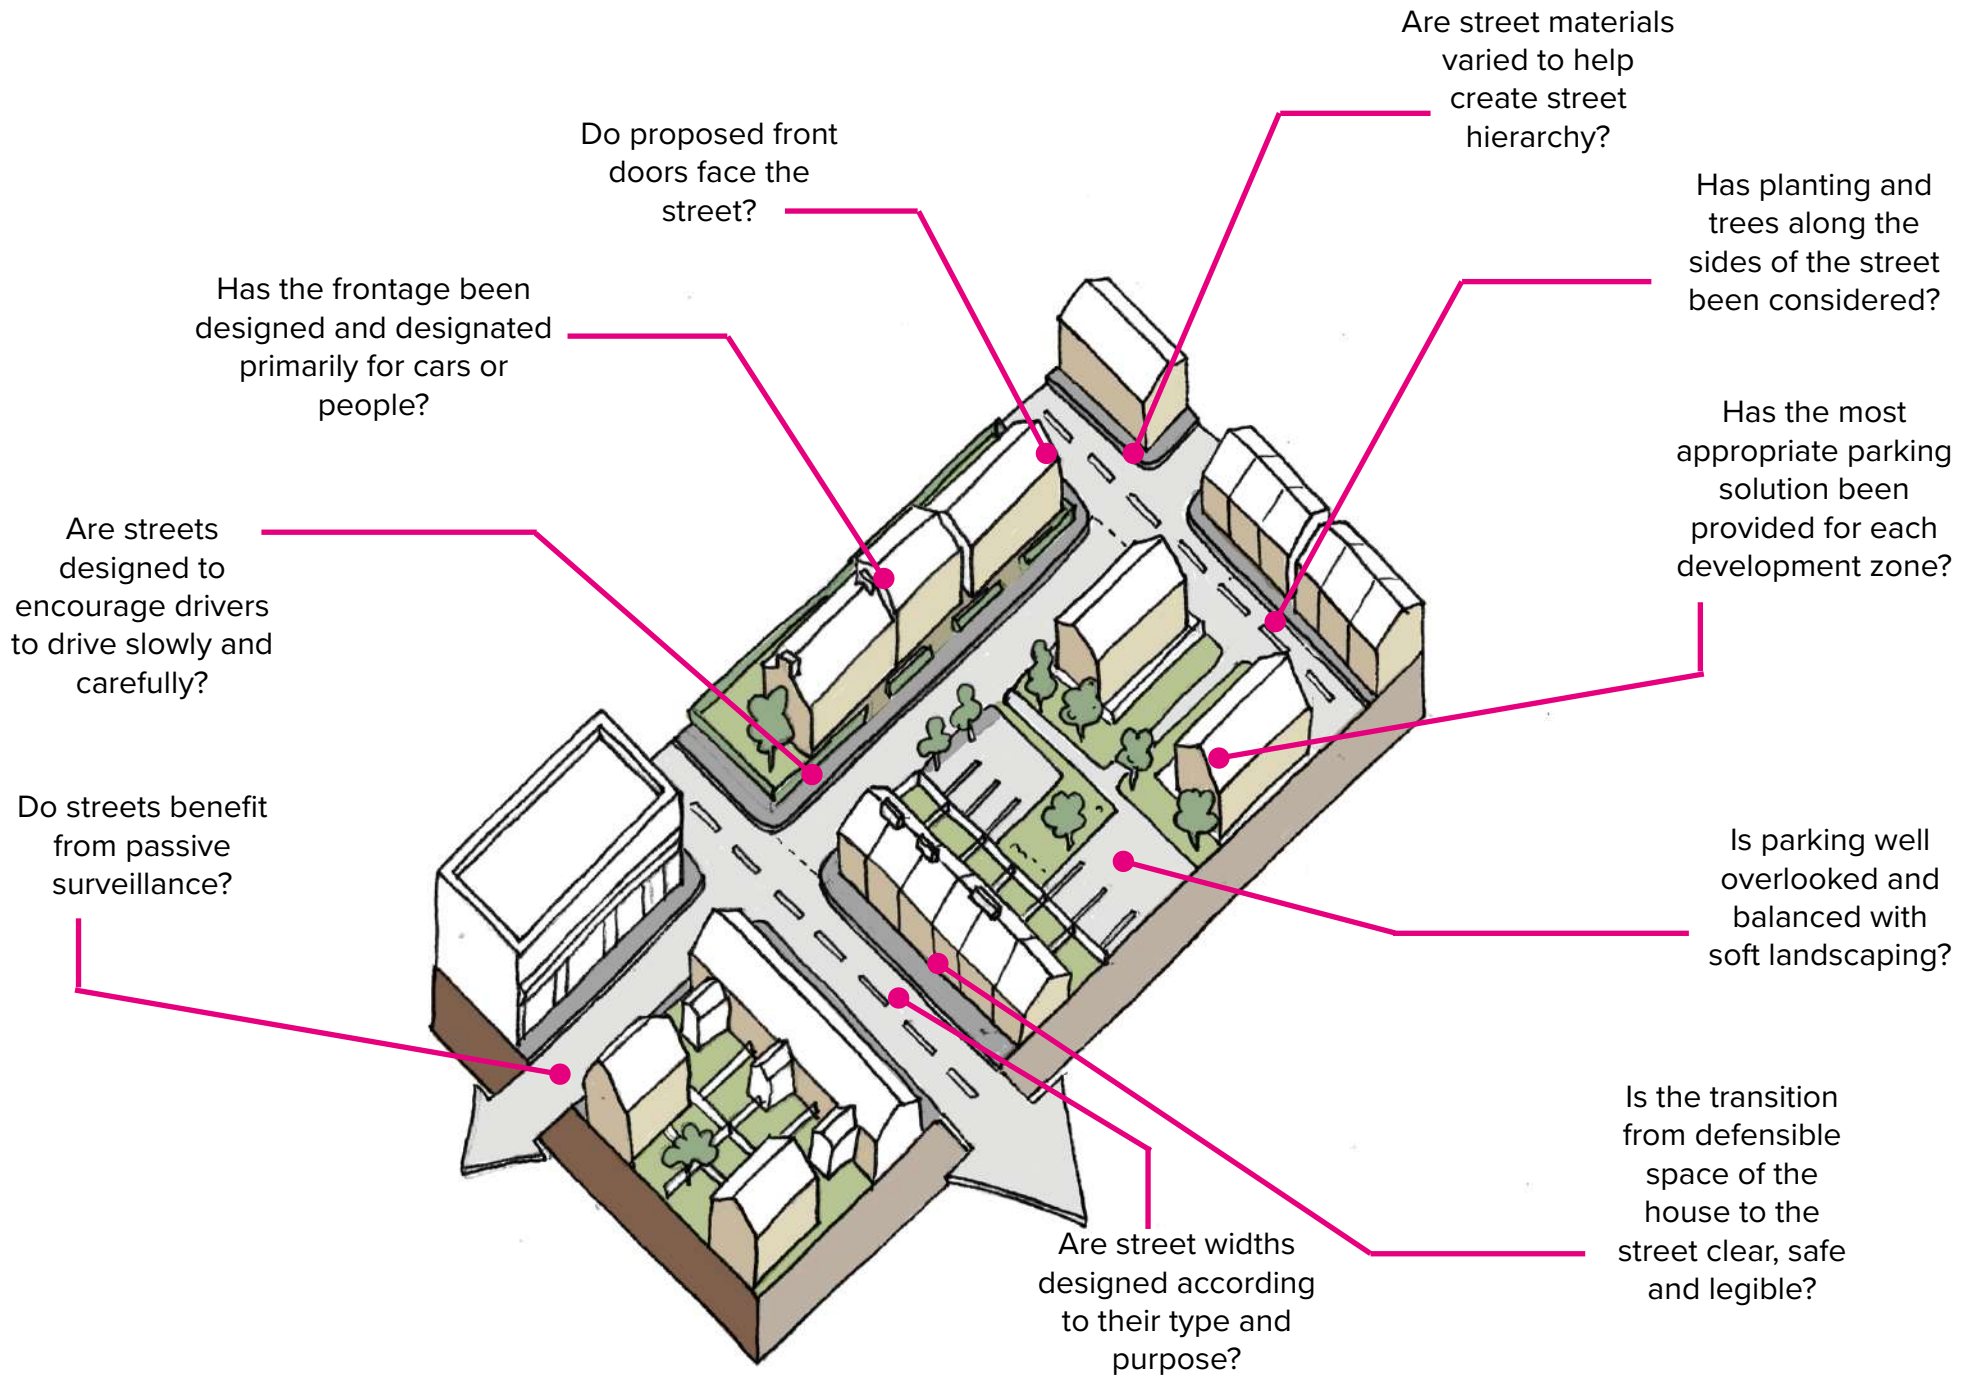 Are street materials
varied to help
create street
hierarchy?
Do proposed front
doors face the
street?
Has planting and
trees along the
sides of the street
been considered?
Has the frontage been
designed and designated
primarily for cars or
people?
Has the most
appropriate parking
solution been
provided for each
development zone?
Are streets
designed to
encourage drivers
to drive slowly and
carefully?
Do streets benefit
from passive
surveillance?
Is parking well
overlooked and
balanced with
soft landscaping?
Is the transition
from defensible
space of the
house to the
street clear, safe
and legible?
Are street widths
designed according
to their type and
purpose?